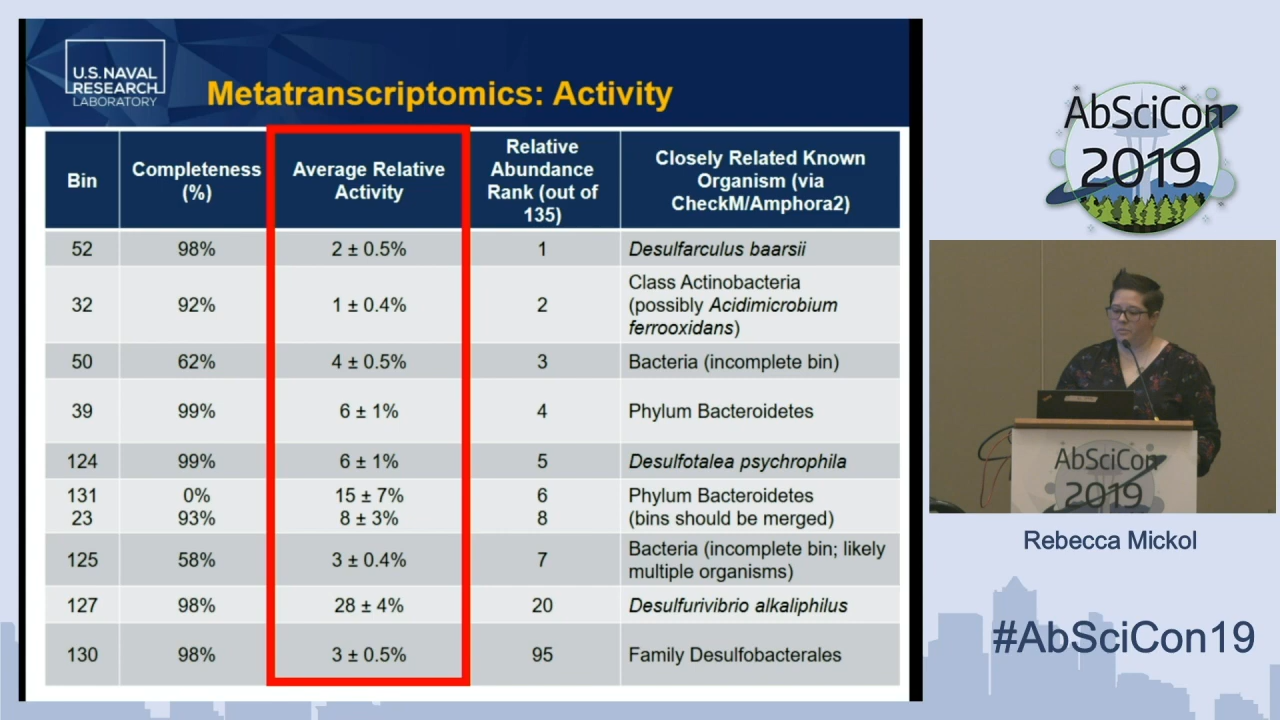 U.S. NAVAL
RESEARCH
LABORATORY
Metatranscriptomics: Activity
Bin
Completeness
(%)
Average Relative
Activity
Relative
Abundance
Rank (out of
135)
Closely Related Known
Organism (via
CheckM/Amphora2)
52 98% 2 ± 0.5% 1 Desulfarculus baarsii
32 92% 1 ± 0.4% 2 Class Actinobacteria
(possibly Acidimicrobium
ferrooxidans)
50 62% 4 ± 0.5% 3 Bacteria (incomplete bin)
39 99% 6 ± 1% 4 Phylum Bacteroidetes
124 99% 6 ± 1% 5 Desulfotalea psychrophila
131 0% 15 ± 7% 6 Phylum Bacteroidetes
23 93% 8 ± 3% 8 (bins should be merged)
125 58% 3 ± 0.4% 7 Bacteria (incomplete bin; likely
multiple organisms)
127 98% 28 ± 4% 20 Desulfurivibrio alkaliphilus
130 98% 3 ± 0.5% 95 Family Desulfobacterales
AbSciCon
2019
AbSciCon
2019
Rebecca Mickol
#AbSciCon19